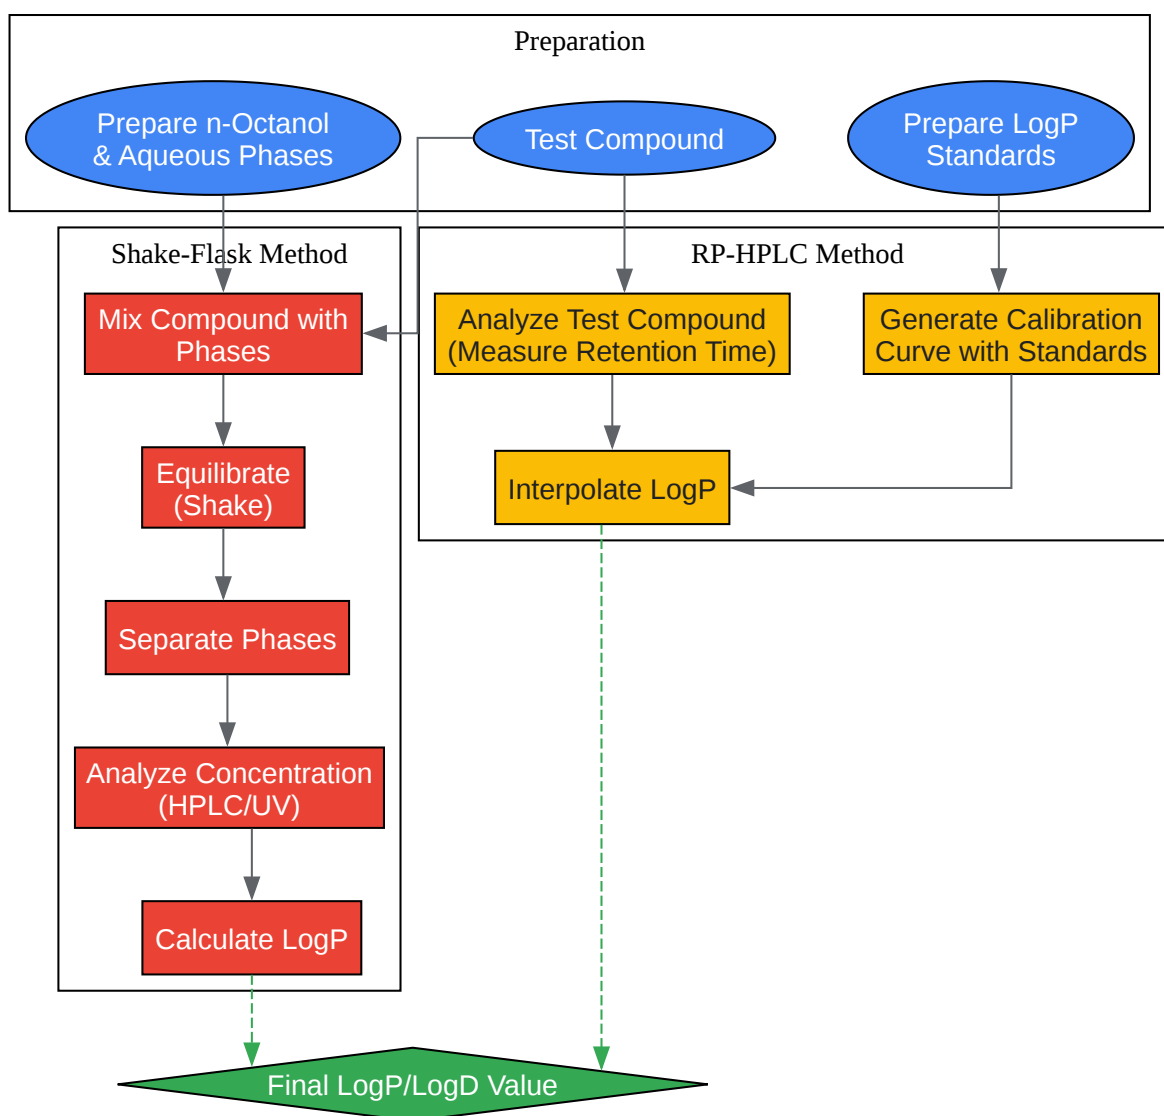 Preparation
Prepare n-Octanol
& Aqueous Phases
Test Compound
Prepare LogP
Standards
Shake-Flask Method
Mix Compound with
Phases
Equilibrate
(Shake)
Separate Phases
Analyze Concentration
(HPLC/UV)
Calculate LogP
RP-HPLC Method
Analyze Test Compound
(Measure Retention Time)
Generate Calibration
Curve with Standards
Interpolate LogP
Final LogP/LogD Value